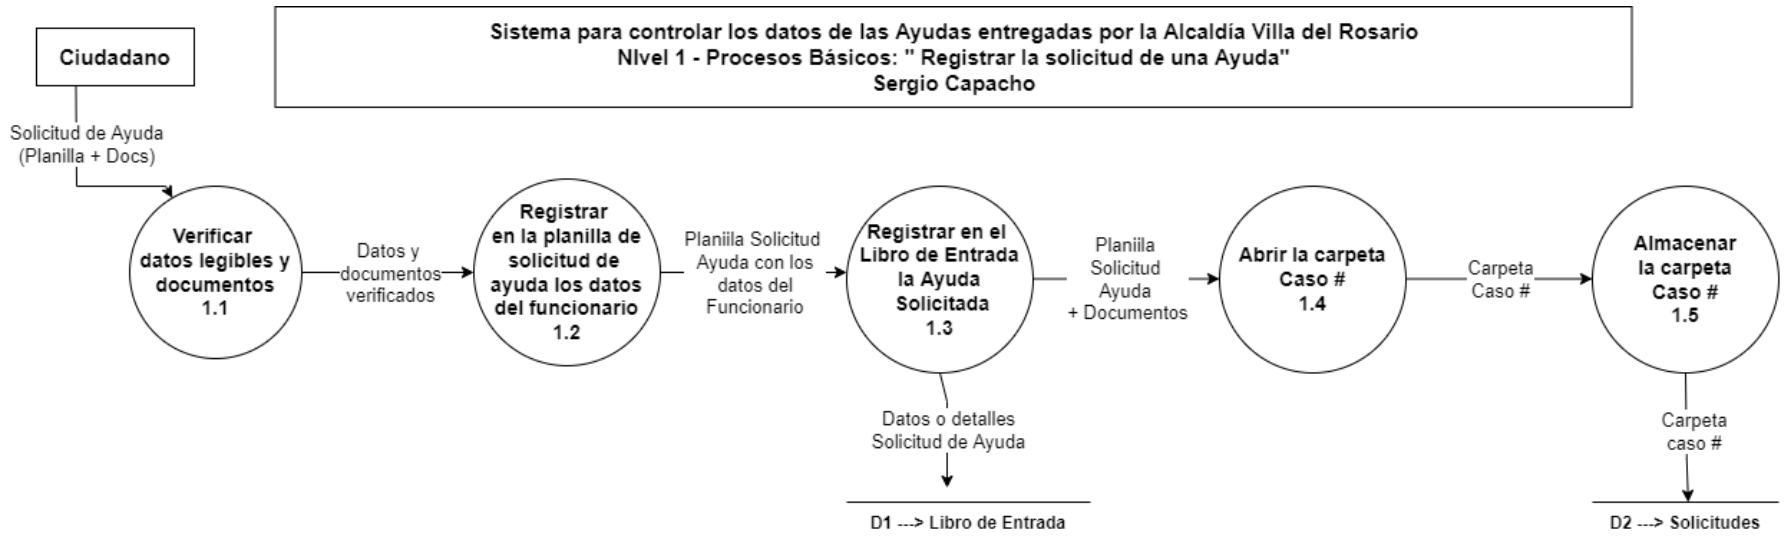 Sistema para controlar los datos de las Ayudas entregadas por la Alcaldía Villa del Rosario
NIvel 1 - Procesos Básicos: " Registrar la solicitud de una Ayuda"
Sergio Capacho
Ciudadano
Solicitud de Ayuda
(Planilla + Docs)
Verificar
datos legibles y
documentos
1.1
Datos y
documentos
verificados
Registrar
en la planilla de
solicitud de
ayuda los datos
del funcionario
1.2
Planiila Solicitud
Ayuda con los
datos del
Funcionario
Registrar en el
Libro de Entrada
la Ayuda
Solicitada
1.3
Planiila
Solicitud
Ayuda
+ Documentos
Abrir la carpeta
Caso #
1.4
Carpeta
Caso #
Almacenar
la carpeta
Caso #
1.5
Datos o detalles
Solicitud de Ayuda
Carpeta
caso #
D1 ---> Libro de Entrada
D2 ---> Solicitudes